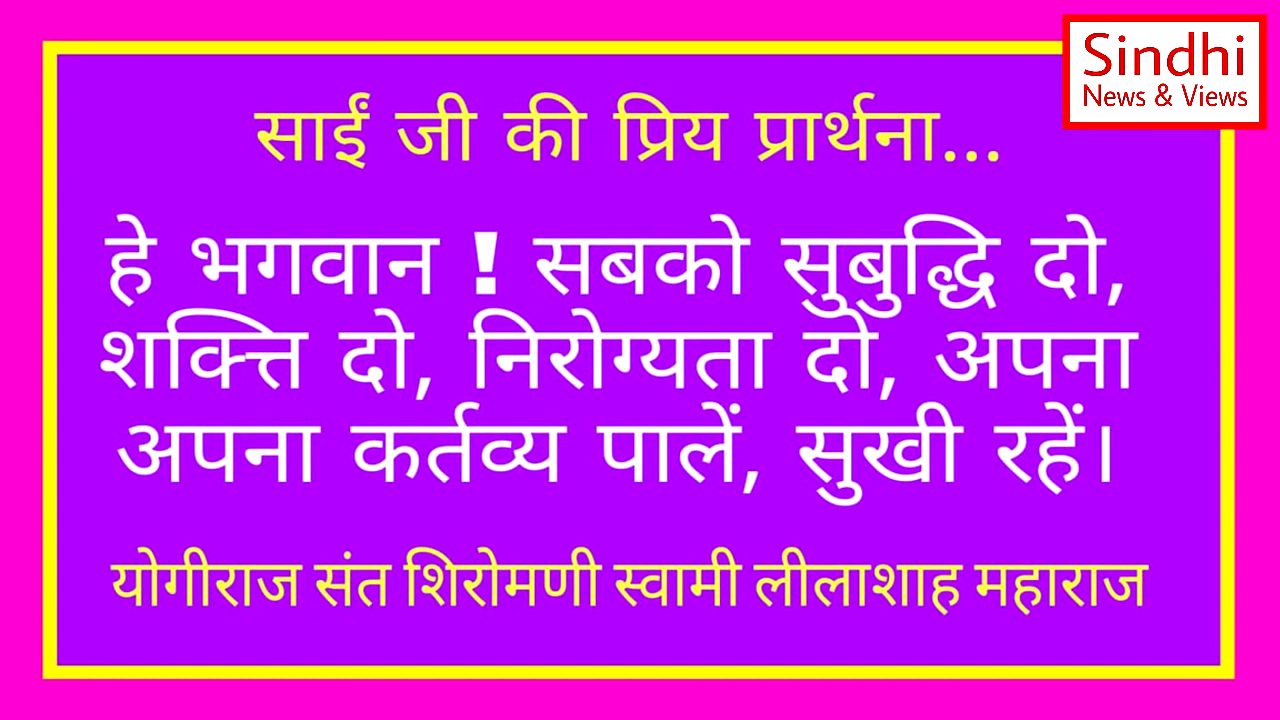 Sindhi
News & Views
साईं जी की प्रिय प्रार्थना...
हे भगवान ! सबको सुबुद्धि दो,
शक्ति दो, निरोग्यता दो, अपना
अपना कर्तव्य पालें, सुखी रहें।
योगीराज संत शिरोमणी स्वामी लीलाशाह महाराज